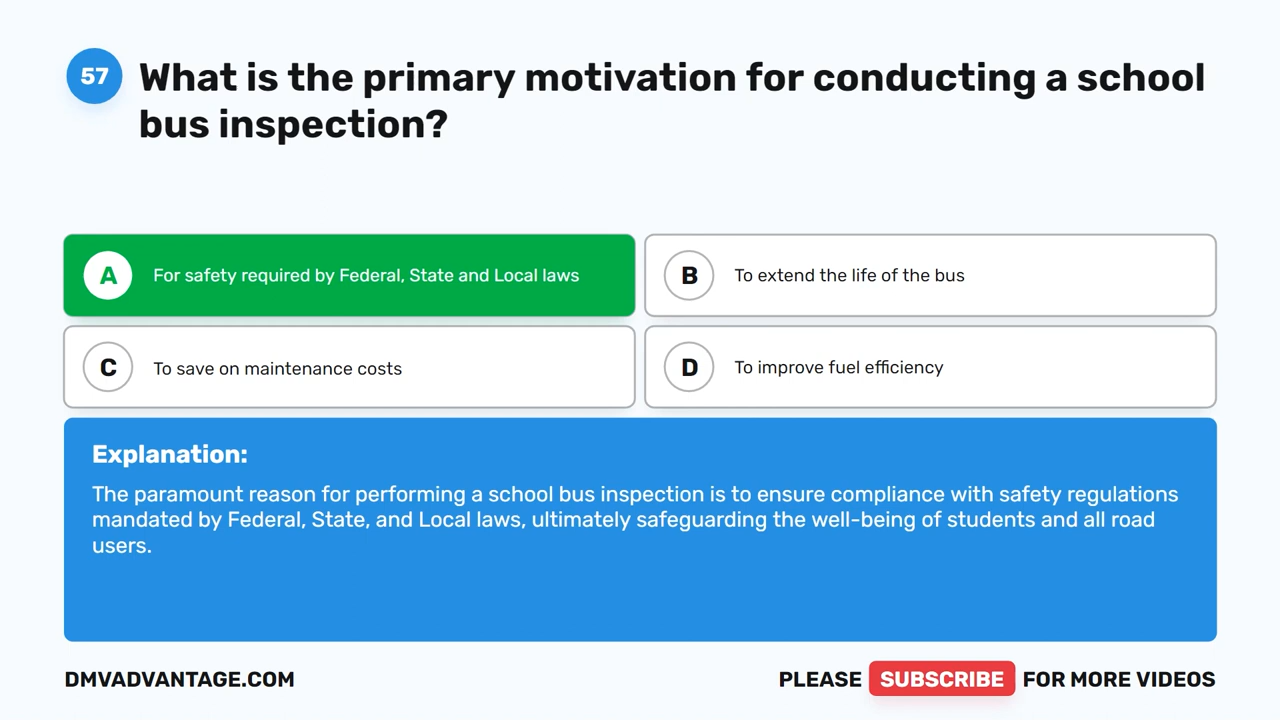 57
What is the primary motivation for conducting a school
bus inspection?
A For safety required by Federal, State and Local laws
B To extend the life of the bus
C To save on maintenance costs
D To improve fuel efficiency
Explanation:
The paramount reason for performing a school bus inspection is to ensure compliance with safety regulations
mandated by Federal, State, and Local laws, ultimately safeguarding the well-being of students and all road
users.
DMVADVANTAGE.COM
PLEASE SUBSCRIBE FOR MORE VIDEOS